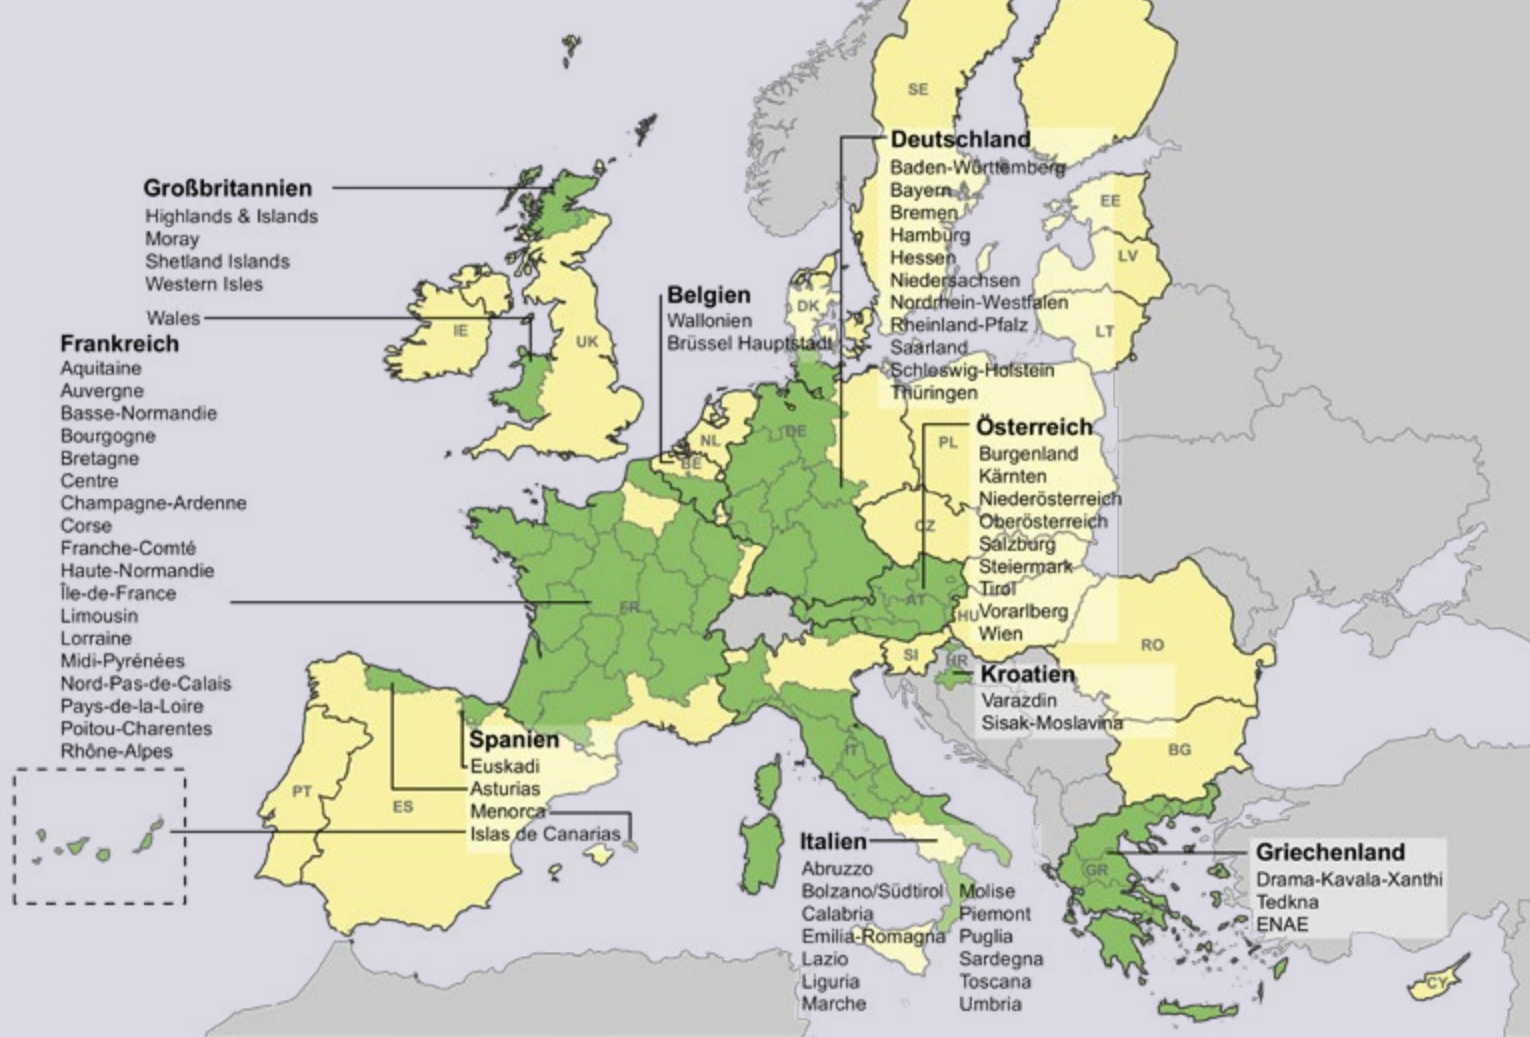 SE
Deutschland
Baden-Württemberg
Bayern
Bremen
Hamburg
Hessen
Niedersachsen
Nordrhein-Westfalen
Rheinland-Pfalz
Saarland
Schleswig-Holstein
Thüringen
EE
LV
LT
Großbritannien
Highlands & Islands
Moray
Shetland Islands
Western Isles
Wales
IE
UK
Belgien
Wallonien
Brüssel Hauptstadt
DK
Frankreich
Aquitaine
Auvergne
Basse-Normandie
Bourgogne
Bretagne
Centre
Champagne-Ardenne
Corse
Franche-Comté
Haute-Normandie
Île-de-France
Limousin
Lorraine
Midi-Pyrénées
Nord-Pas-de-Calais
Pays-de-la-Loire
Poitou-Charentes
Rhône-Alpes
NL
BE
DE
PL
CZ
FR
AT
HU
Österreich
Burgenland
Kärnten
Niederösterreich
Oberösterreich
Salzburg
Steiermark
Tirol
Vorarlberg
Wien
SI
HR
RO
Kroatien
Varazdin
Sisak-Moslavina
BG
PT
ES
Spanien
Euskadi
Asturias
Menorca
Islas de Canarias
IT
Italien
Abruzzo
Bolzano/Südtirol
Calabria
Emilia-Romagna
Lazio
Liguria
Marche
Molise
Piemont
Puglia
Sardegna
Toscana
Umbria
GR
Griechenland
Drama-Kavala-Xanthi
Tedkna
ENAE
CY